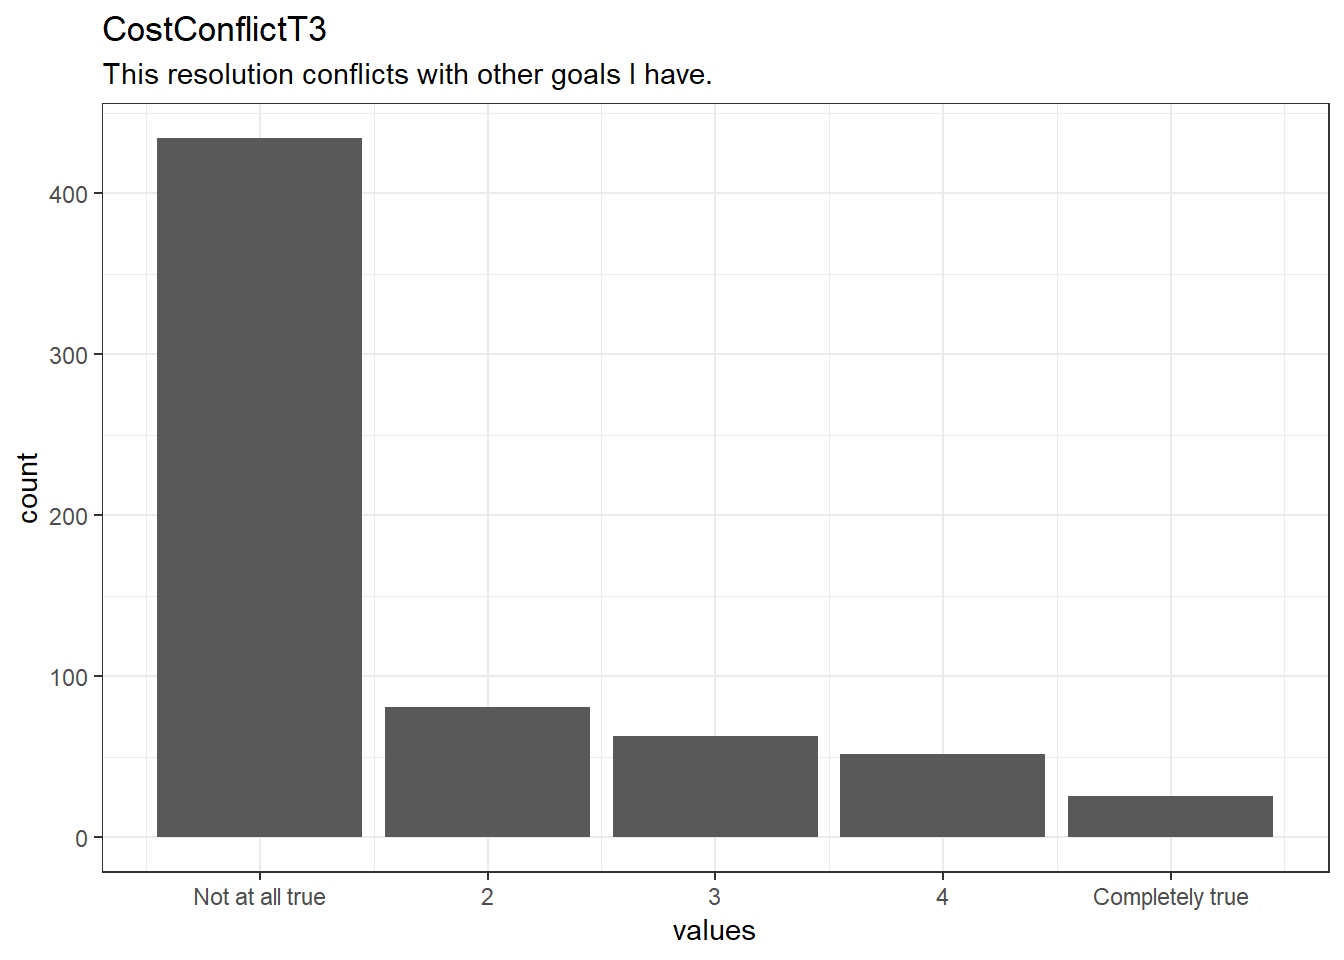 CostConflictT3
This resolution conflicts with other goals I have.
count
400
300
200
100
0
Not at all true
2
3
4
Completely true
values